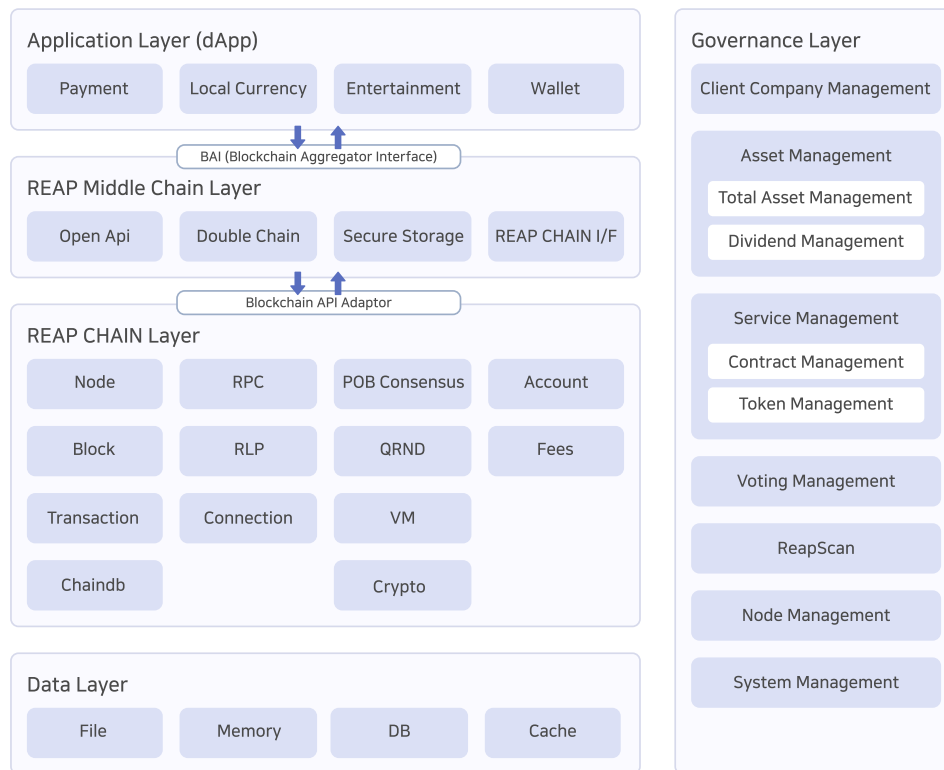 Application Layer (dApp)
Payment
Local Currency
Entertainment
Wallet
BAI (Blockchain Aggregator Interface)
REAP Middle Chain Layer
Open Api
Double Chain
Secure Storage
REAP CHAIN I/F
Blockchain API Adaptor
REAP CHAIN Layer
Node
RPC
POB Consensus
Account
Block
RLP
QRND
Fees
Transaction
Connection
VM
Chaindb
Crypto
Data Layer
File
Memory
DB
Cache
Governance Layer
Client Company Management
Asset Management
Total Asset Management
Dividend Management
Service Management
Contract Management
Token Management
Voting Management
ReapScan
Node Management
System Management